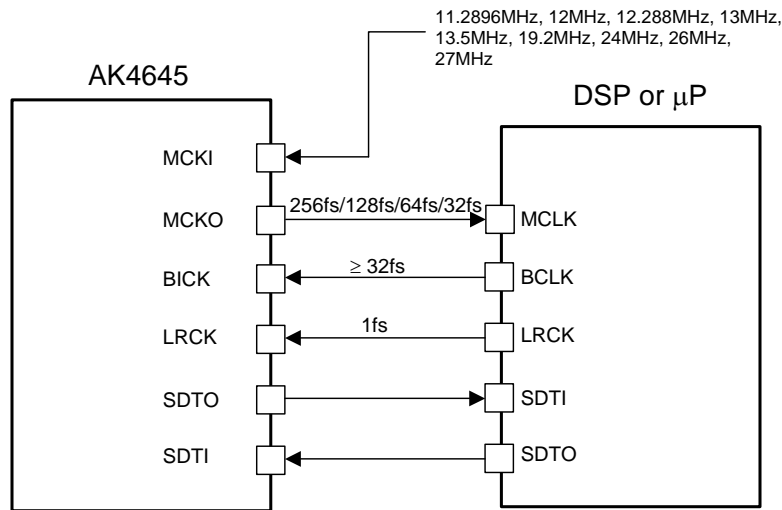 11.2896MHz, 12MHz, 12.288MHz, 13MHz,
13.5MHz, 19.2MHz, 24MHz, 26MHz,
27MHz
AK4645
DSP or μP
MCKI
MCKO
256fs/128fs/64fs/32fs
MCLK
BICK
≥ 32fs
BCLK
LRCK
1fs
LRCK
SDTO
SDTI
SDTI
SDTO